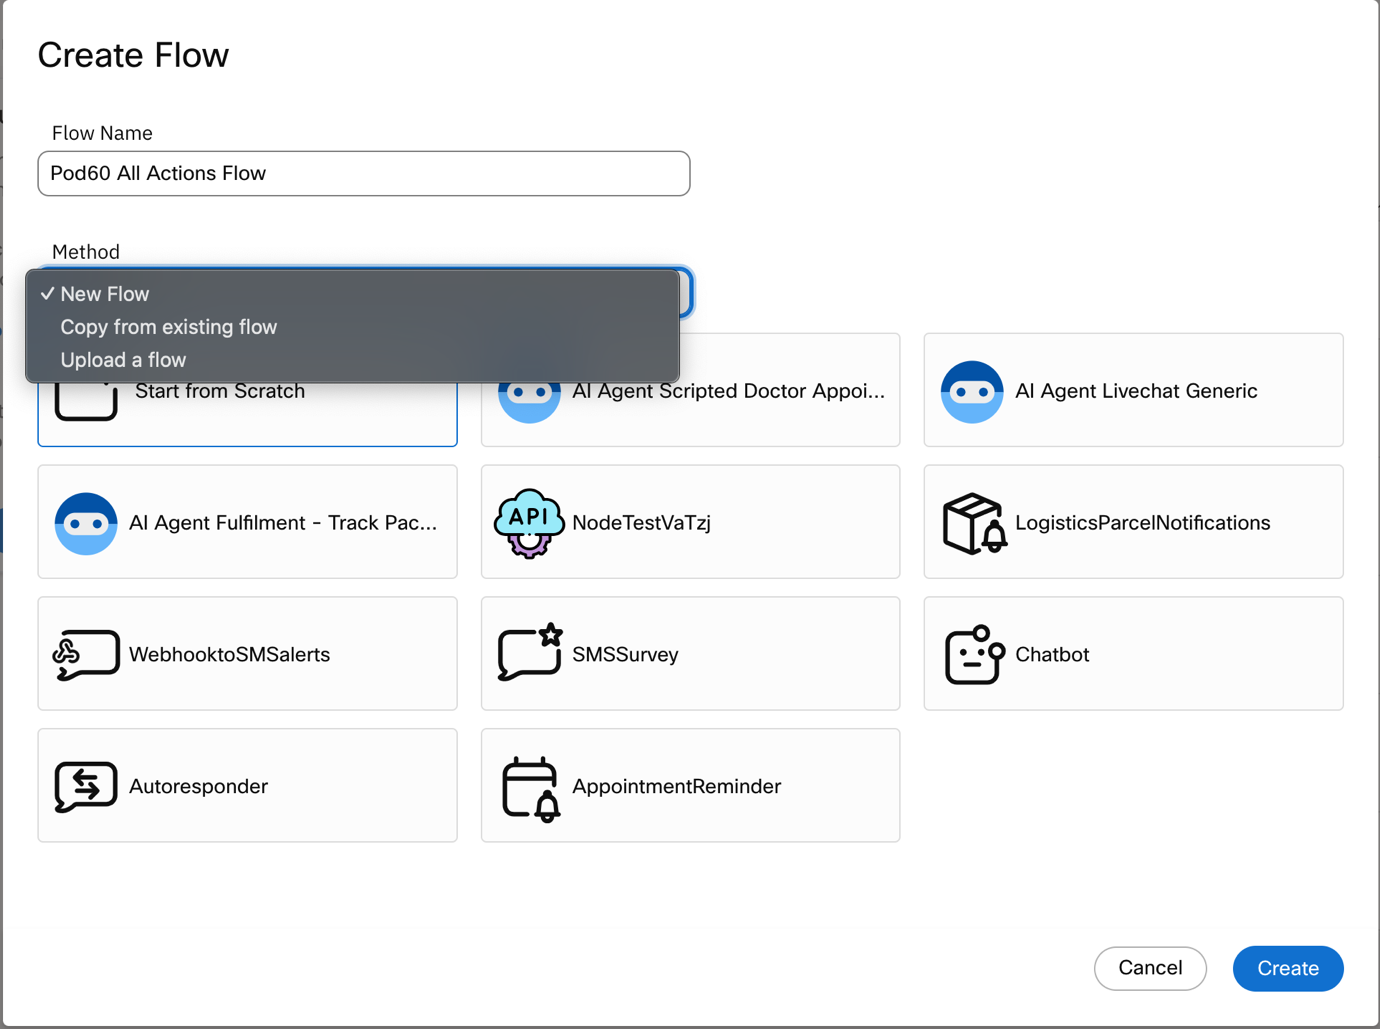 Create Flow
Flow Name
Pod60 All Actions Flow
Method
✓ New Flow
Copy from existing flow
Upload a flow
Start from Scratch
AI Agent Scripted Doctor Appoi...
AI Agent Livechat Generic
AI Agent Fulfilment - Track Pac...
API
NodeTestVaTzj
LogisticsParcelNotifications
WebhooktoSMSalerts
SMSSurvey
Chatbot
Autoresponder
AppointmentReminder
Cancel
Create